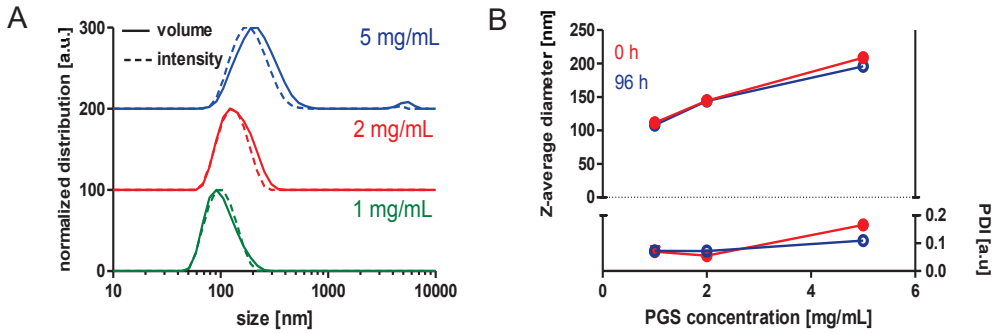 A
300
200
100
0
normalized distribution [a.u.]
volume
intensity
5 mg/mL
2 mg/mL
1 mg/mL
10
100
1000
10000
size [nm]
B
Z-average diameter [nm]
250
200
150
100
50
0
0 h
96 h
0.2
0.1
0.0
PDI [a.u]
0
2
4
6
PGS concentration [mg/mL]